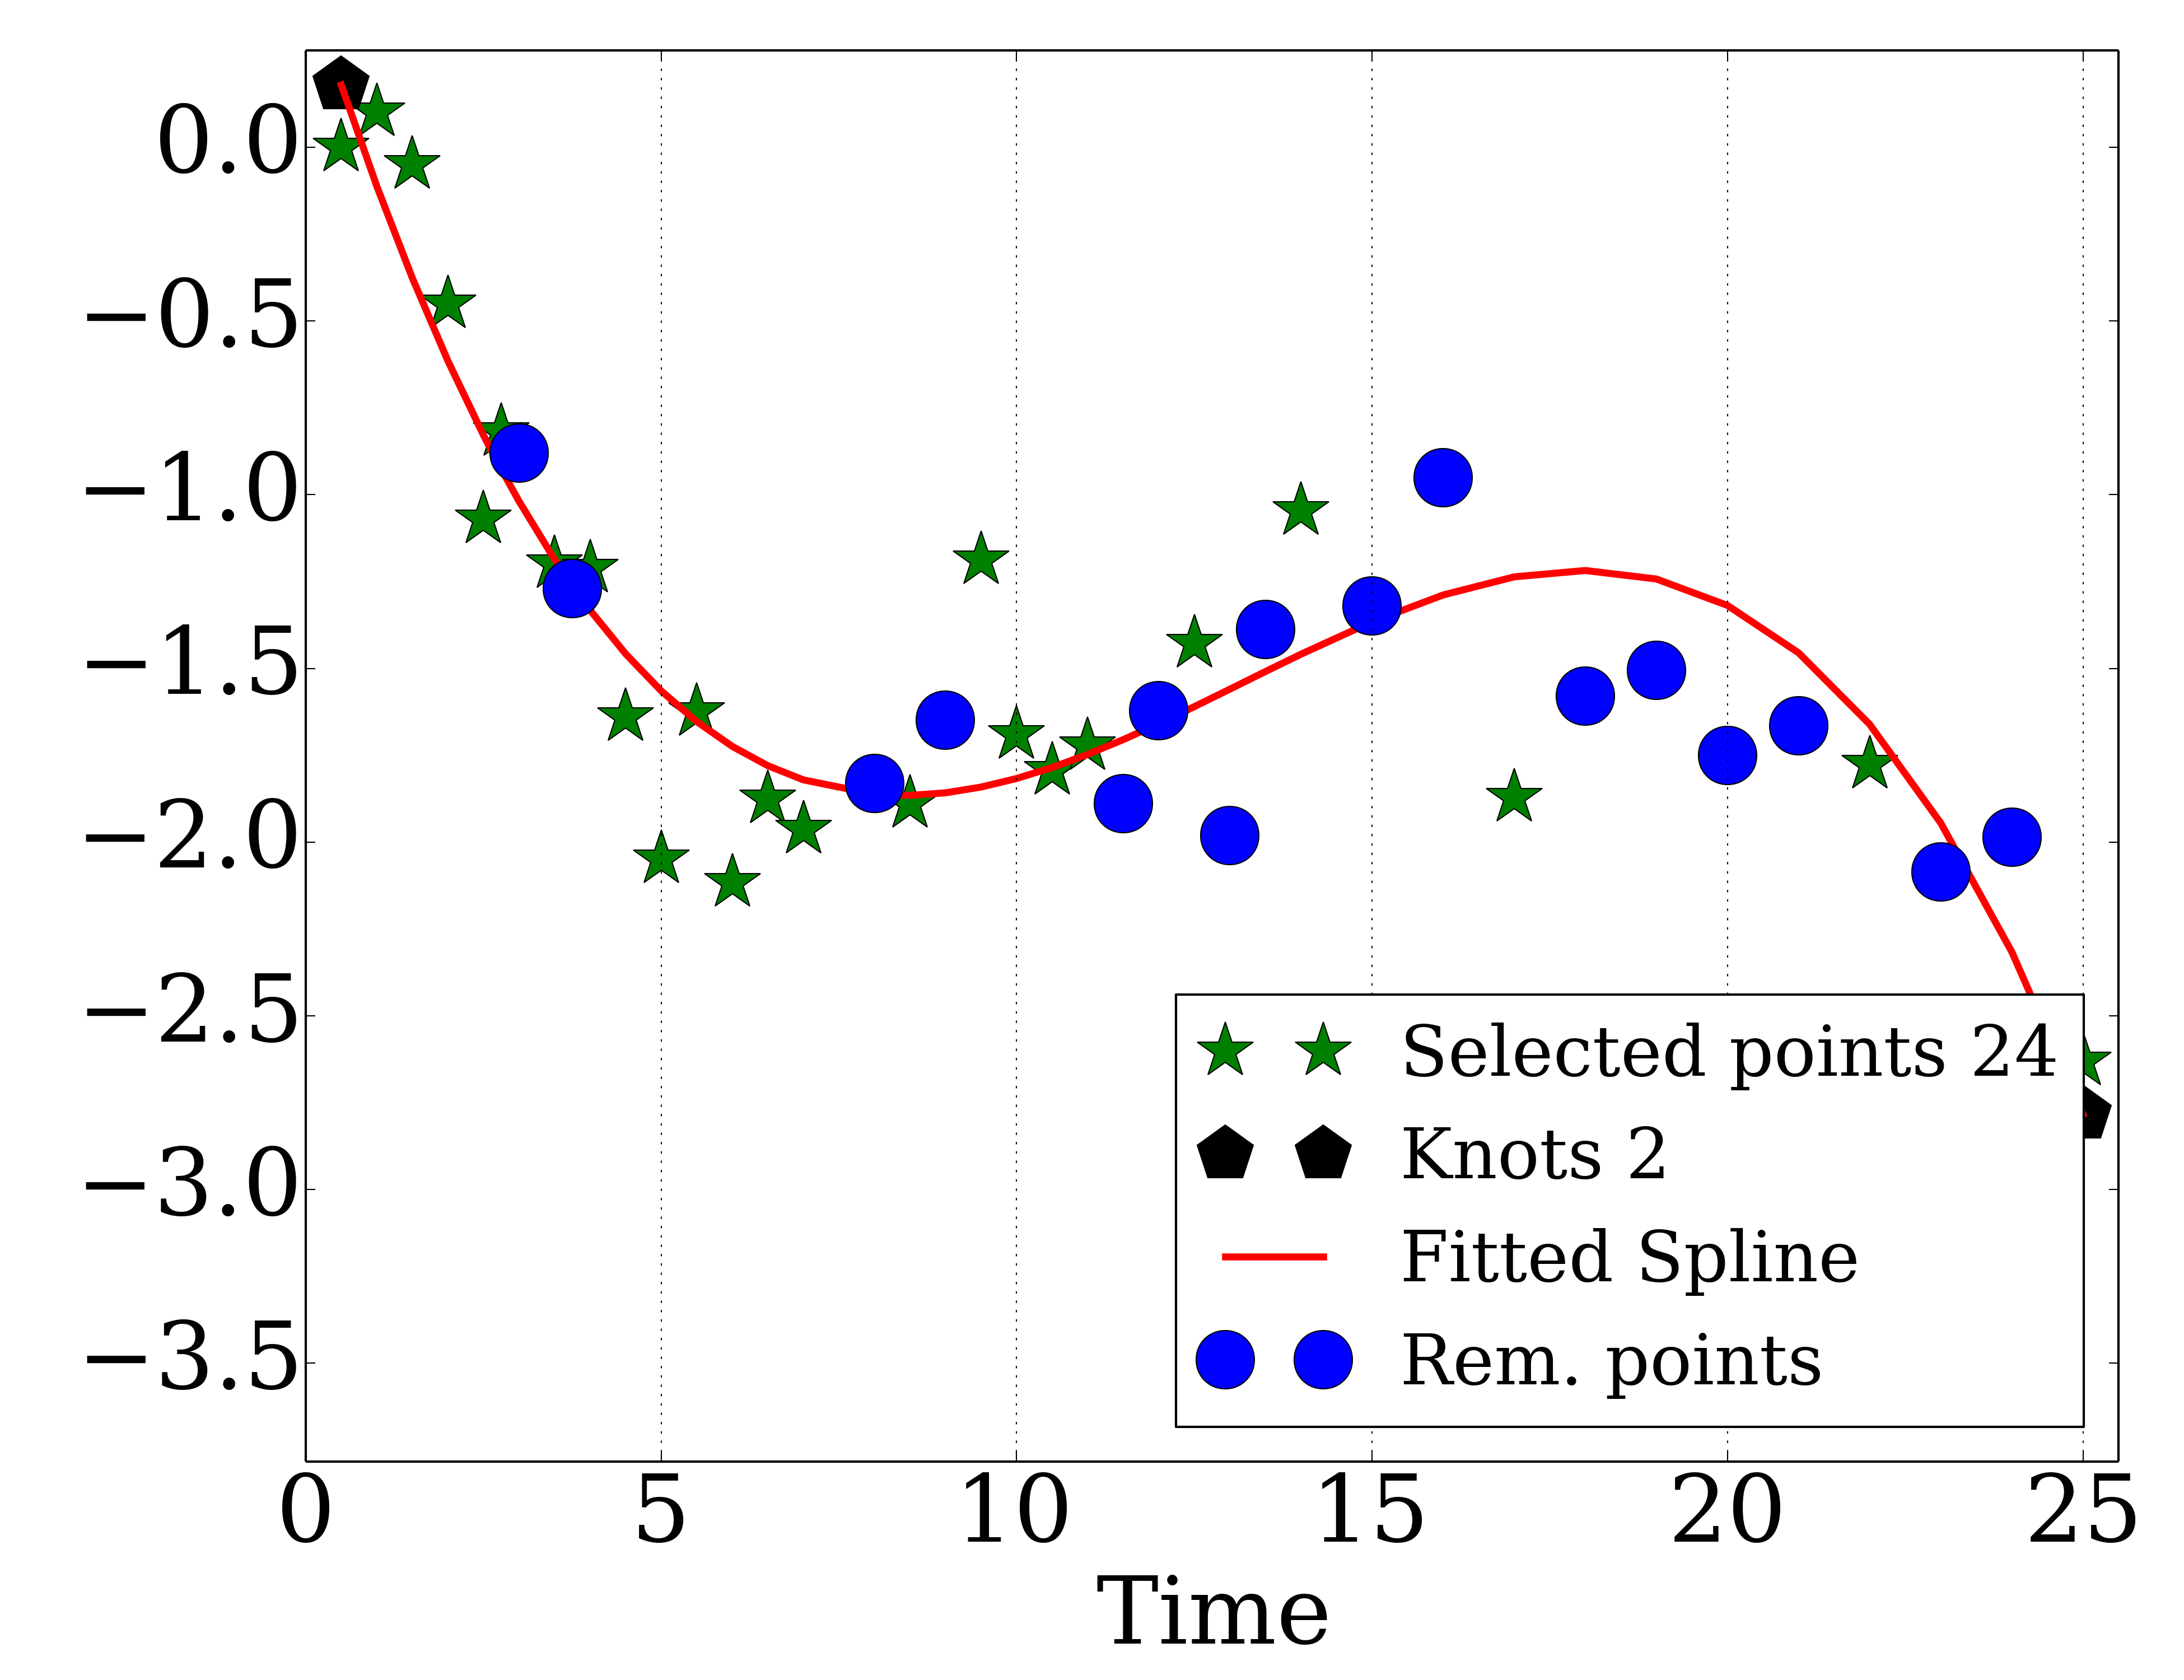 0.0
−0.5
−1.0
−1.5
−2.0
−2.5
−3.0
−3.5
Selected points 24
Knots 2
Fitted Spline
Rem. points
0 5 10 15 20 25
Time